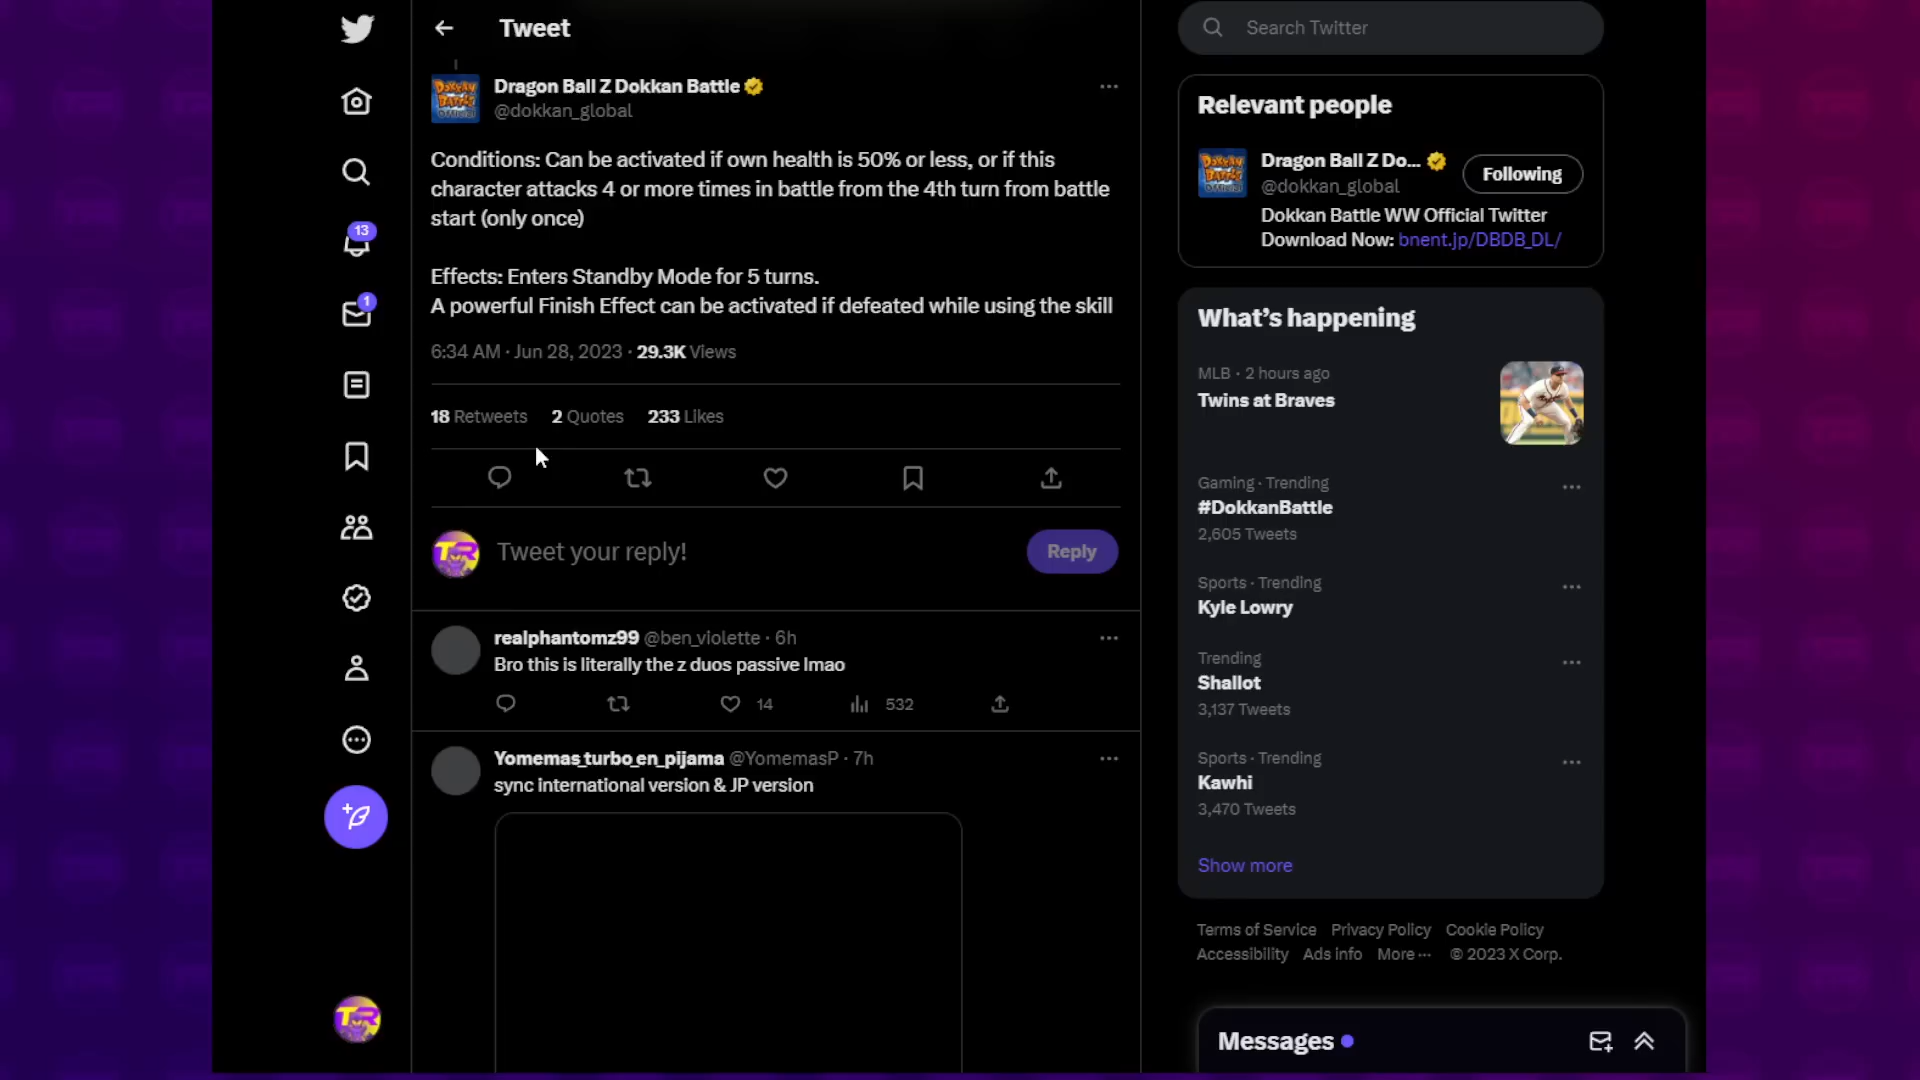 Tweet
Dragon Ball Z Dokkan Battle
@dokkan_global
Conditions: Can be activated if own health is 50% or less, or if this
character attacks 4 or more times in battle from the 4th turn from battle
start (only once)
Effects: Enters Standby Mode for 5 turns.
A powerful Finish Effect can be activated if defeated while using the skill
6:34 AM · Jun 28, 2023 · 29.3K Views
18 Retweets 2 Quotes 233 Likes
Tweet your reply!
Reply
realphantomz99 @ben_violette · 6h
Bro this is literally the z duos passive lmao
14 532
Yomemas_turbo_en_pijama @YomemasP · 7h
sync international version & JP version
13
1
Search Twitter
Relevant people
Dragon Ball Z Do...
@dokkan_global
Following
Dokkan Battle WW Official Twitter
Download Now: bnent.jp/DBDB_DL/
What's happening
MLB · 2 hours ago
Twins at Braves
Gaming · Trending
#DokkanBattle
2,605 Tweets
Sports · Trending
Kyle Lowry
Trending
Shallot
3,137 Tweets
Sports · Trending
Kawhi
3,470 Tweets
Show more
Terms of Service Privacy Policy Cookie Policy
Accessibility Ads info More ··· © 2023 X Corp.
Messages
DOKKAN
BATTLE
Official
TR